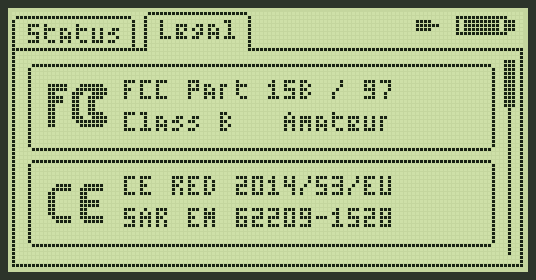 Status
Legal
FC
FCC Part 15B / 97
Class B Amateur
CE
CE RED 2014/53/EU
SAR EN 62209-1528